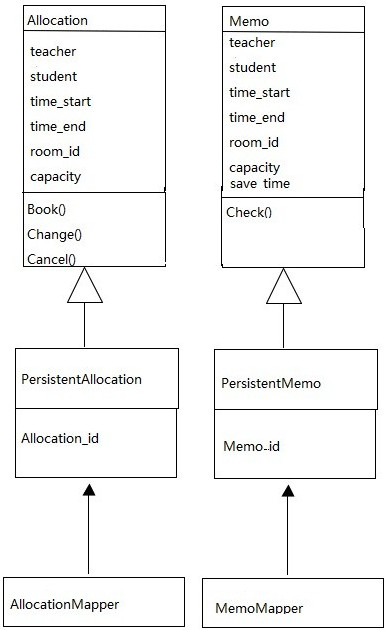 Allocation
teacher
student
time_start
time_end
room_id
capacity
Book()
Change()
Cancel()
PersistentAllocation
Allocation_id
AllocationMapper
Memo
teacher
student
time_start
time_end
room_id
capacity
save time
Check()
PersistentMemo
Memo_id
MemoMapper